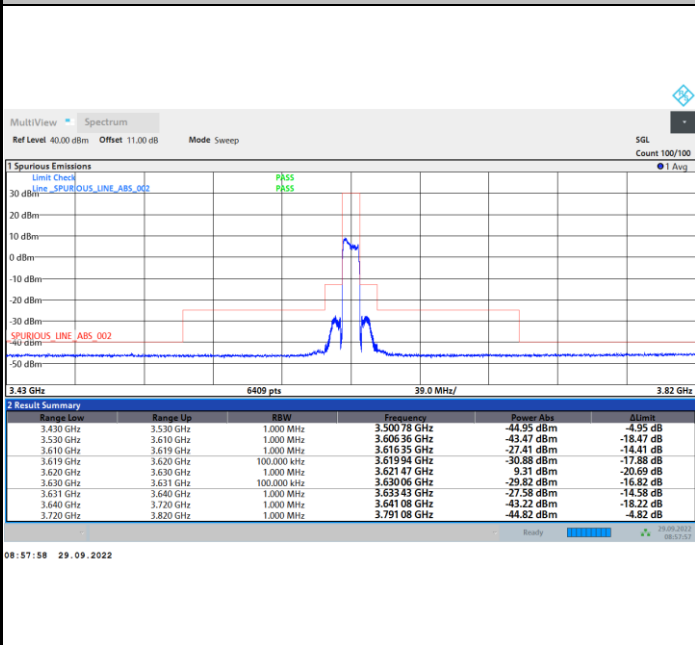 MultiView Spectrum
Ref Level 40.00 dBm Offset 11.00 dB Mode Sweep SGL
Count 100/100
1 Spurious Emissions 1 Avg
Limit Check PASS
Line _SPURIOUS_LINE_ABS_002 PASS
30 dBm
20 dBm
10 dBm
0 dBm
-10 dBm
-20 dBm
-30 dBm
_SPURIOUS_LINE_ABS_002
-40 dBm
-50 dBm
3.43 GHz 6409 pts 39.0 MHz/ 3.82 GHz
2 Result Summary
Range Low Range Up RBW Frequency Power Abs ΔLimit
3.430 GHz 3.530 GHz 1.000 MHz 3.500 78 GHz -44.95 dBm -4.95 dB
3.530 GHz 3.610 GHz 1.000 MHz 3.606 36 GHz -43.47 dBm -18.47 dB
3.610 GHz 3.619 GHz 1.000 MHz 3.616 35 GHz -27.41 dBm -14.41 dB
3.619 GHz 3.620 GHz 100.000 kHz 3.619 94 GHz -30.88 dBm -17.88 dB
3.620 GHz 3.630 GHz 1.000 MHz 3.621 47 GHz 9.31 dBm -20.69 dB
3.630 GHz 3.631 GHz 100.000 kHz 3.630 06 GHz -29.82 dBm -16.82 dB
3.631 GHz 3.640 GHz 1.000 MHz 3.633 43 GHz -27.58 dBm -14.58 dB
3.640 GHz 3.720 GHz 1.000 MHz 3.641 08 GHz -43.22 dBm -18.22 dB
3.720 GHz 3.820 GHz 1.000 MHz 3.791 08 GHz -44.82 dBm -4.82 dB
Ready 29.09.2022
08:57:57
08:57:58 29.09.2022